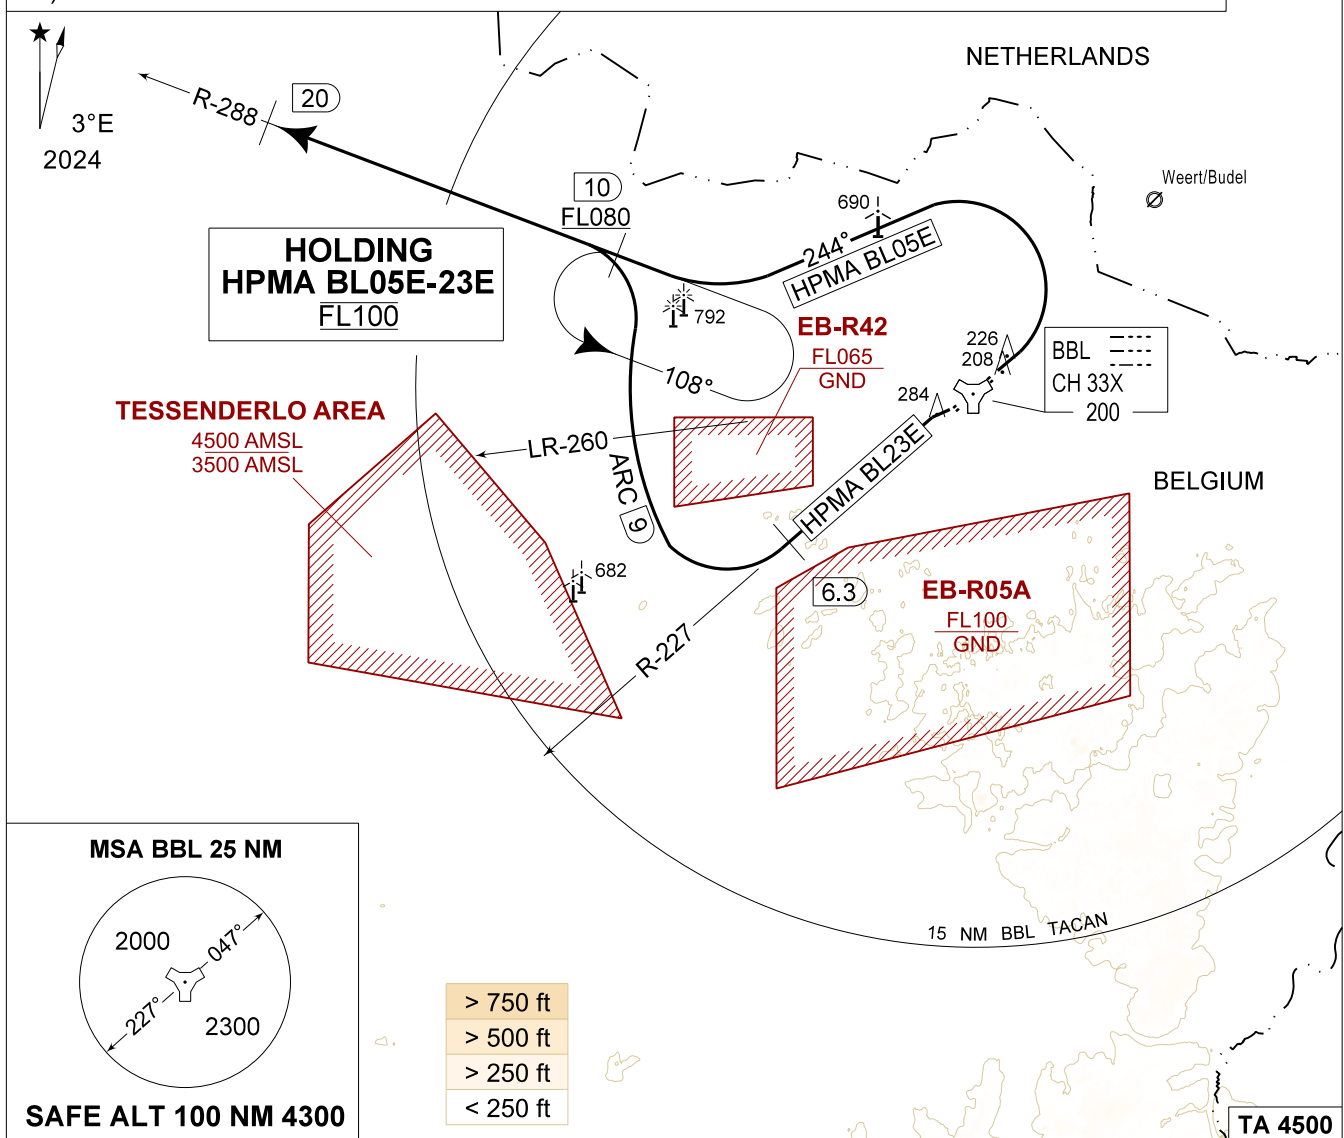 NETHERLANDS
R-288
20
3°E
2024
Weert/Budel
10
FL080
690
HOLDING
HPMA BL05E-23E
FL100
244°
HPMA BL05E
792
EB-R42
FL065
GND
226
208
BBL
CH 33X
200
108°
284
TESSENDERLO AREA
4500 AMSL
3500 AMSL
LR-260
ARC 9
HPMA BL23E
BELGIUM
682
6.3
EB-R05A
FL100
GND
R-227
MSA BBL 25 NM
2000
047°
227°
2300
SAFE ALT 100 NM 4300
15 NM BBL TACAN
> 750 ft
> 500 ft
> 250 ft
< 250 ft
TA 4500